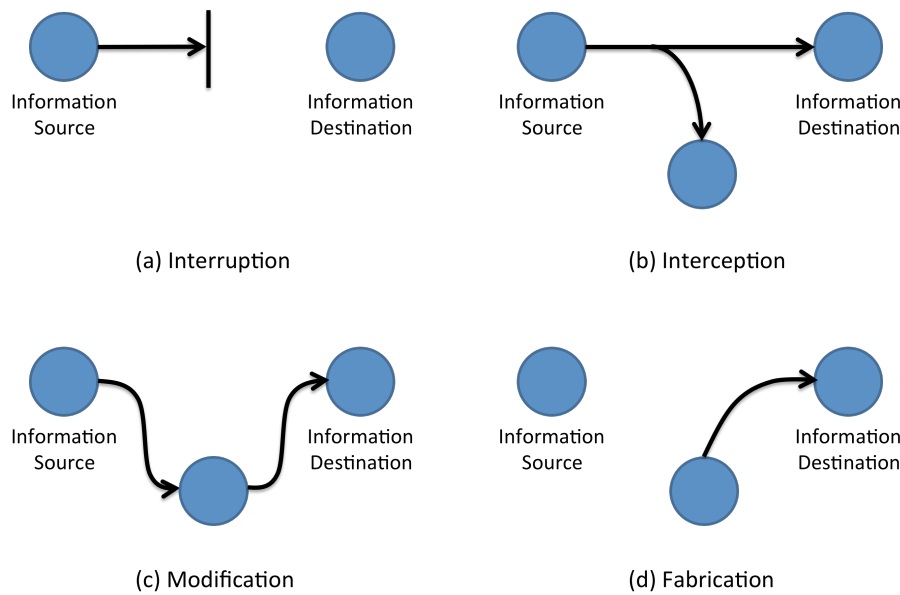 Information
Source
Information
Destination
(a) Interruption
Information
Source
Information
Destination
(b) Interception
Information
Source
Information
Destination
(c) Modification
Information
Source
Information
Destination
(d) Fabrication